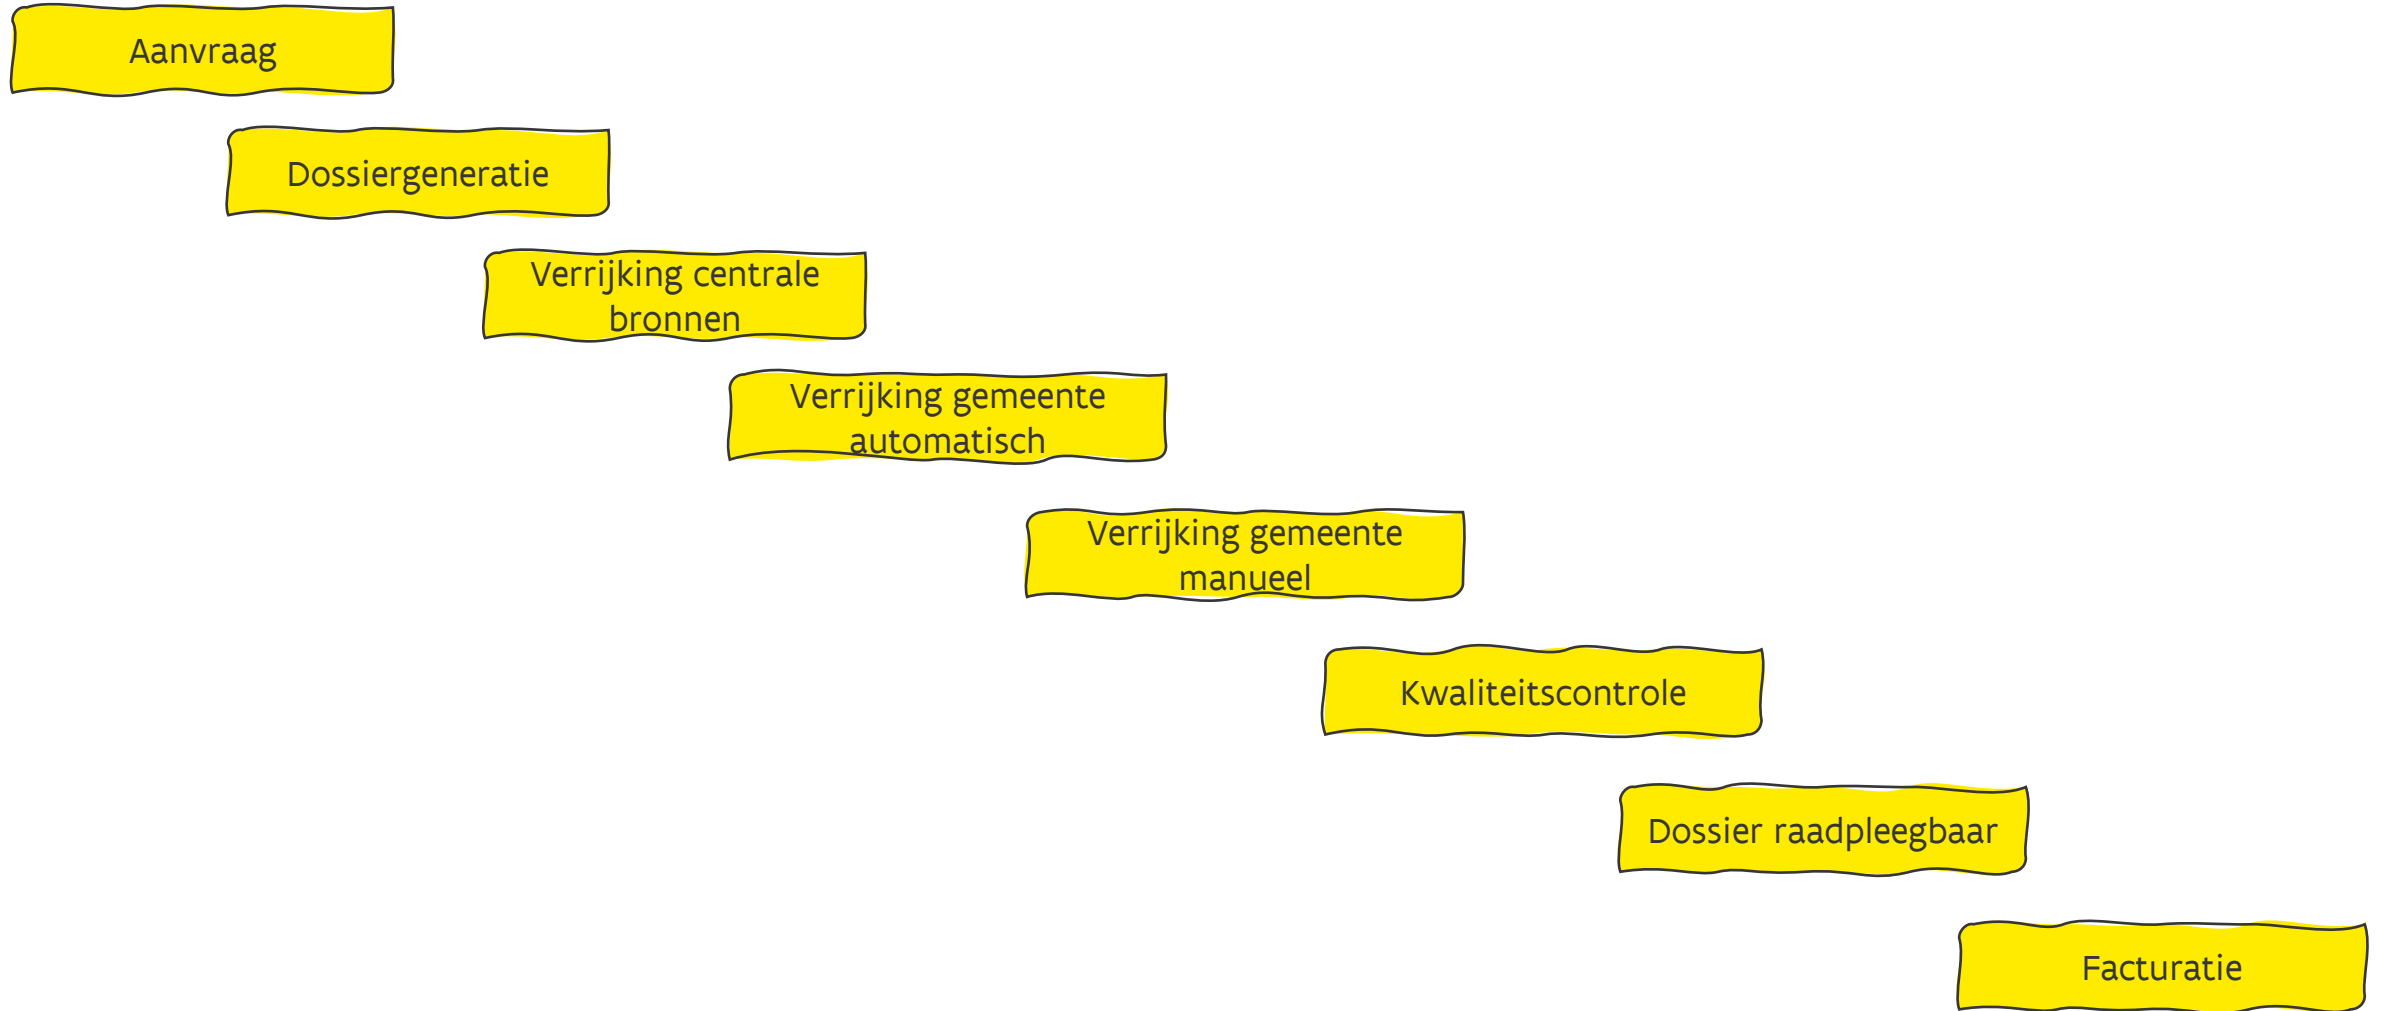 Aanvraag
Dossiergeneratie
Verrijking centrale
bronnen
Verrijking gemeente
automatisch
Verrijking gemeente
manueel
Kwaliteitscontrole
Dossier raadpleegbaar
Facturatie